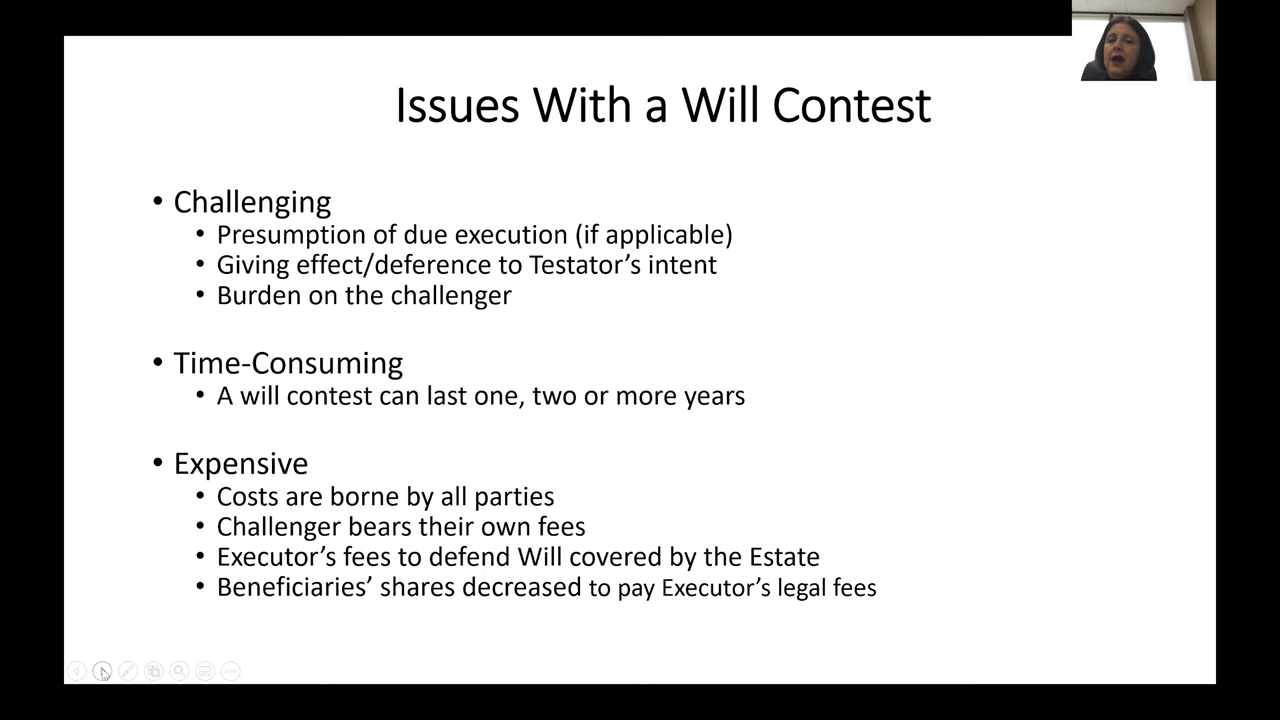 Issues With a Will Contest
• Challenging
• Presumption of due execution (if applicable)
• Giving effect/deference to Testator’s intent
• Burden on the challenger
• Time-Consuming
• A will contest can last one, two or more years
• Expensive
• Costs are borne by all parties
• Challenger bears their own fees
• Executor’s fees to defend Will covered by the Estate
• Beneficiaries’ shares decreased to pay Executor’s legal fees